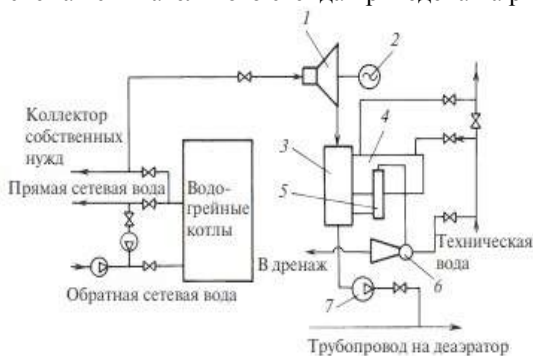 1
2
Коллектор
собственных
нужд
3
4
Прямая сетевая вода
Водо-
грейные
котлы
5
Техническая
вода
В дренаж
6
Обратная сетевая вода
7
Трубопровод на деаэратор